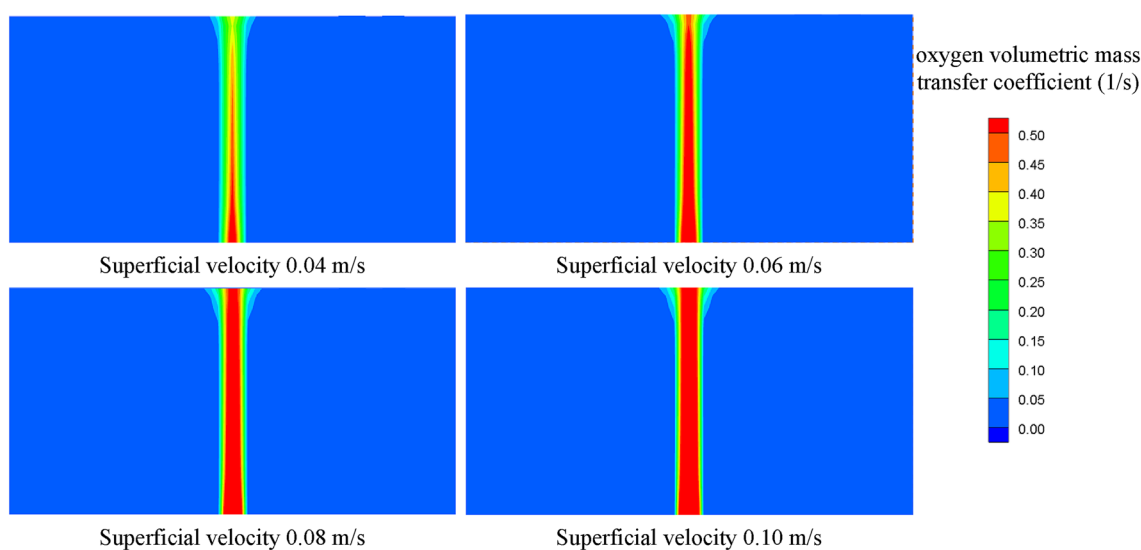 oxygen volumetric mass
transfer coefficient (1/s)
0.50
0.45
0.40
0.35
0.30
0.25
0.20
0.15
0.10
0.05
0.00
Superficial velocity 0.04 m/s
Superficial velocity 0.06 m/s
Superficial velocity 0.08 m/s
Superficial velocity 0.10 m/s